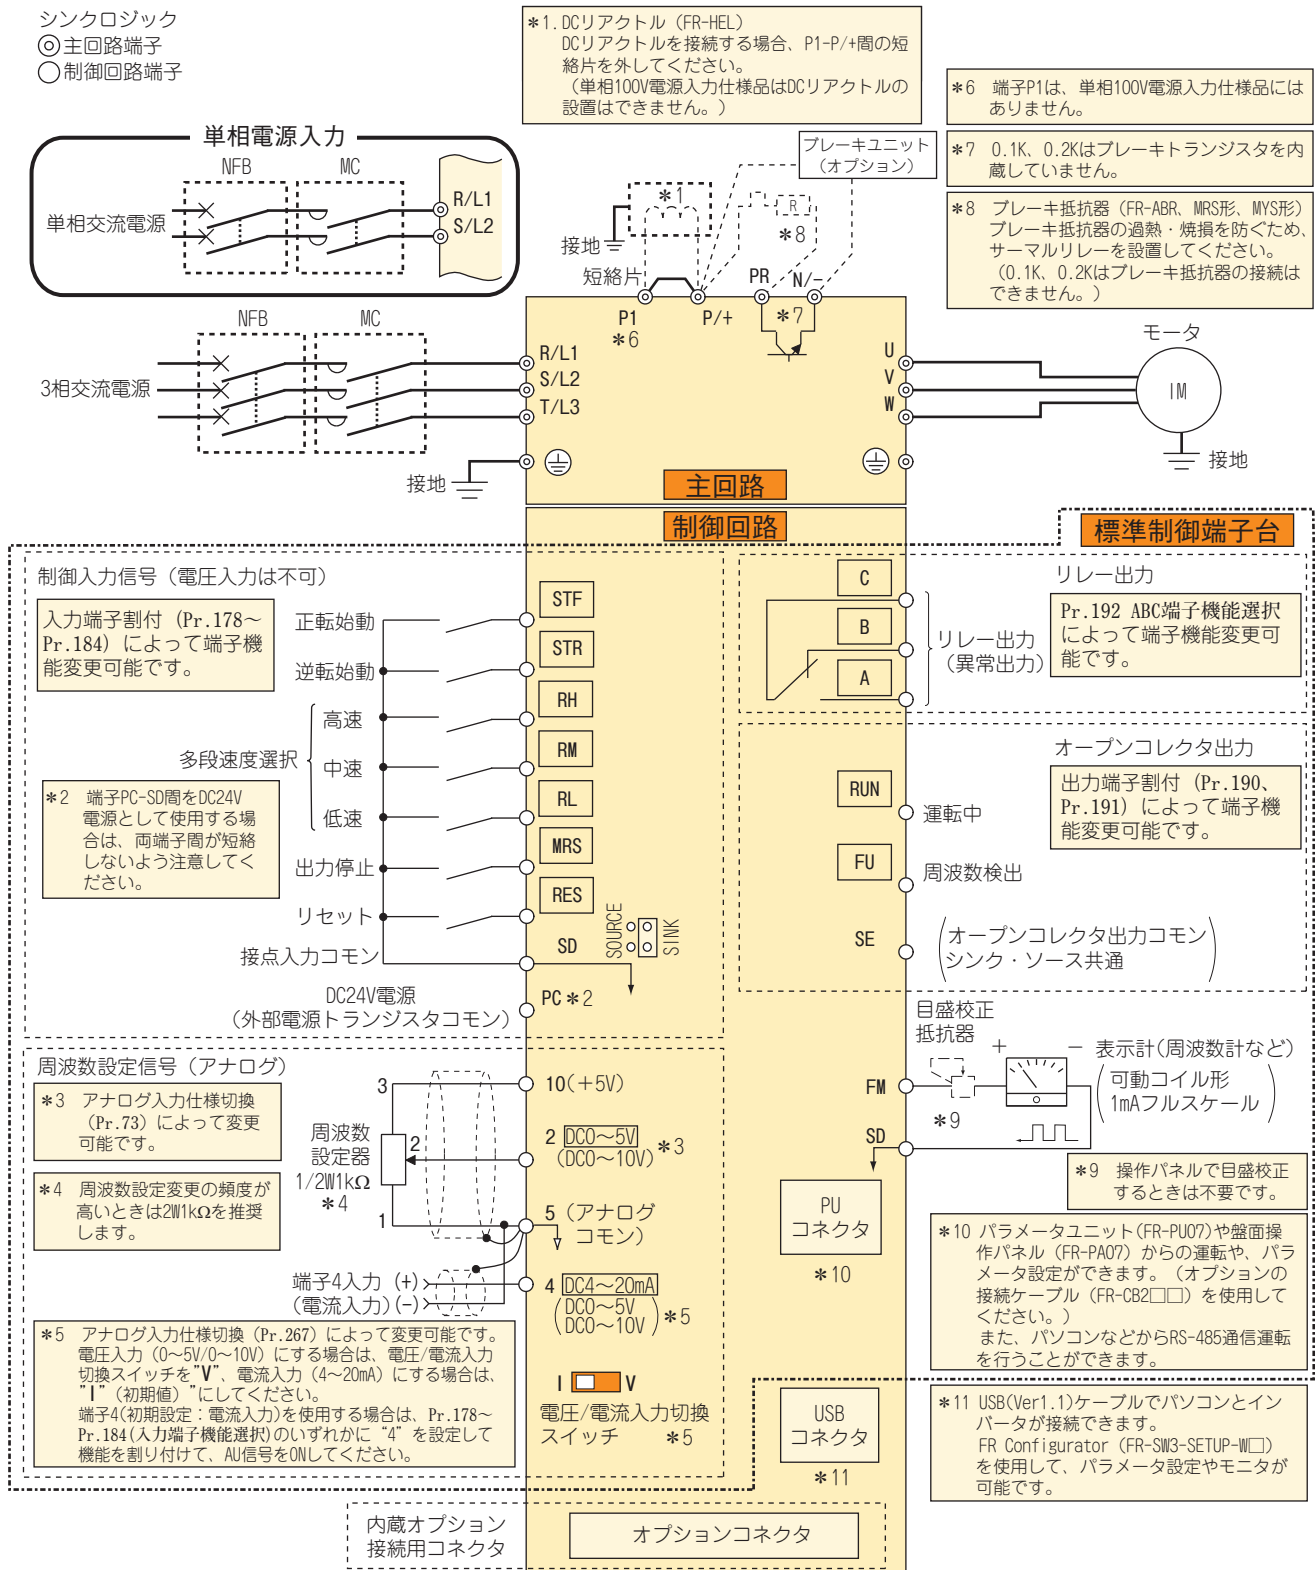 シンクロジック
◎主回路端子
○制御回路端子
＊1. DCリアクトル（FR-HEL）
DCリアクトルを接続する場合、P1-P/+間の短
絡片を外してください。
（単相100V電源入力仕様品はDCリアクトルの
設置はできません。）
＊6 端子P1は、単相100V電源入力仕様品には
ありません。
＊7 0.1K、0.2Kはブレーキトランジスタを内
蔵していません。
＊8 ブレーキ抵抗器（FR-ABR、MRS形、MYS形）
ブレーキ抵抗器の過熱・焼損を防ぐため、
サーマルリレーを設置してください。
（0.1K、0.2Kはブレーキ抵抗器の接続は
できません。）
単相電源入力
NFB MC
単相交流電源
R/L1
S/L2
ブレーキユニット
（オプション）
＊1
R
＊8
接地
短絡片
PR N/-
P1 P/+
＊6
＊7
NFB MC
3相交流電源
R/L1
S/L2
T/L3
接地
U
V
W
モータ
IM
接地
主回路
制御回路
標準制御端子台
制御入力信号（電圧入力は不可）
入力端子割付（Pr.178～
Pr.184）によって端子機
能変更可能です。
正転始動 STF
逆転始動 STR
多段速度選択
高速 RH
中速 RM
低速 RL
＊2 端子PC-SD間をDC24V
電源として使用する場
合は、両端子間が短絡
しないよう注意してく
ださい。
出力停止 MRS
リセット RES
接点入力コモン SD
SOURCE
SINK
DC24V電源
（外部電源トランジスタコモン）
PC＊2
リレー出力
C
B
A
リレー出力
（異常出力）
Pr.192 ABC端子機能選択
によって端子機能変更可
能です。
オープンコレクタ出力
出力端子割付（Pr.190、
Pr.191）によって端子機
能変更可能です。
RUN
運転中
FU
周波数検出
SE
オープンコレクタ出力コモン
シンク・ソース共通
周波数設定信号（アナログ）
＊3 アナログ入力仕様切換
（Pr.73）によって変更
可能です。
＊4 周波数設定変更の頻度が
高いときは2W1kΩを推奨
します。
周波数
設定器
1/2W1kΩ
＊4
3
2
1
10(＋5V)
2 DC0～5V
(DC0～10V)
＊3
5（アナログ
コモン）
端子4入力 (+)
(電流入力) (-)
4 DC4～20mA
DC0～5V
DC0～10V
＊5
＊5 アナログ入力仕様切換（Pr.267）によって変更可能です。
電圧入力（0～5V/0～10V）にする場合は、電圧/電流入力
切換スイッチを"V"、電流入力（4～20mA）にする場合は、
"I"（初期値）"にしてください。
端子4(初期設定：電流入力)を使用する場合は、Pr.178～
Pr.184(入力端子機能選択)のいずれかに“4”を設定して
機能を割り付けて、AU信号をONしてください。
I V
電圧/電流入力切換
スイッチ ＊5
目盛校正
抵抗器
＋ －
表示計(周波数計など)
可動コイル形
1mAフルスケール
FM
＊9
SD
＊9 操作パネルで目盛校正
するときは不要です。
PU
コネクタ
＊10
＊10 パラメータユニット(FR-PU07)や盤面操
作パネル（FR-PA07）からの運転や、パラ
メータ設定ができます。（オプションの
接続ケーブル（FR-CB2□□）を使用して
ください。）
また、パソコンなどからRS-485通信運転
を行うことができます。
USB
コネクタ
＊11
＊11 USB(Ver1.1)ケーブルでパソコンとイン
バータが接続できます。
FR Configurator（FR-SW3-SETUP-W□）
を使用して、パラメータ設定やモニタが
可能です。
内蔵オプション
接続用コネクタ
オプションコネクタ